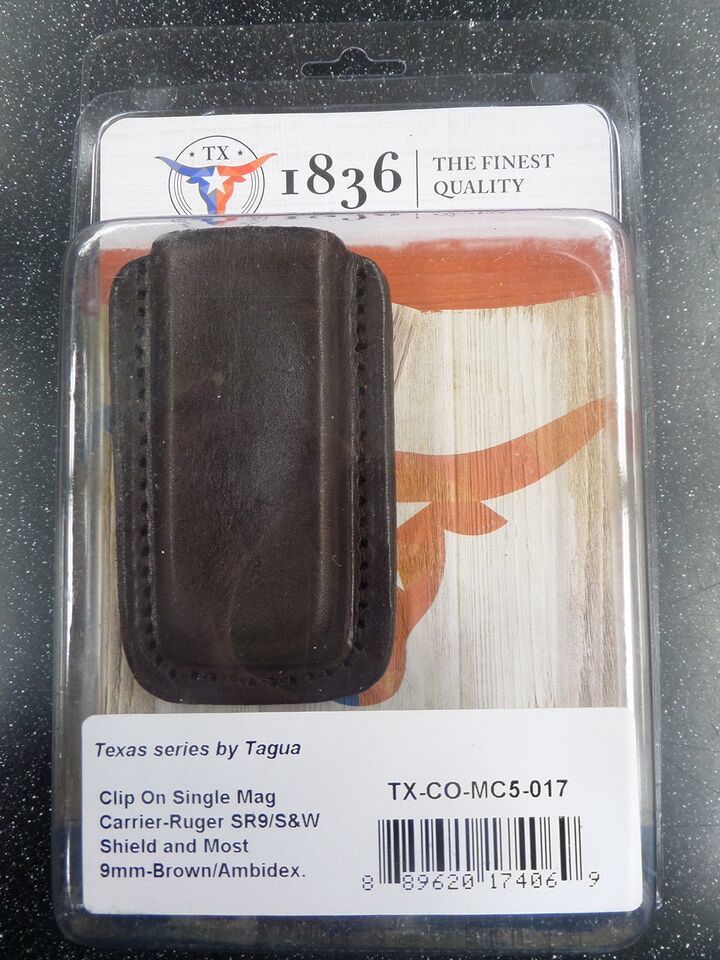 TX
1836
THE FINEST
QUALITY
Texas series by Tagua
Clip On Single Mag
Carrier-Ruger SR9/S&W
Shield and Most
9mm-Brown/Ambidex.
TX-CO-MC5-017
8 89620 17406 9